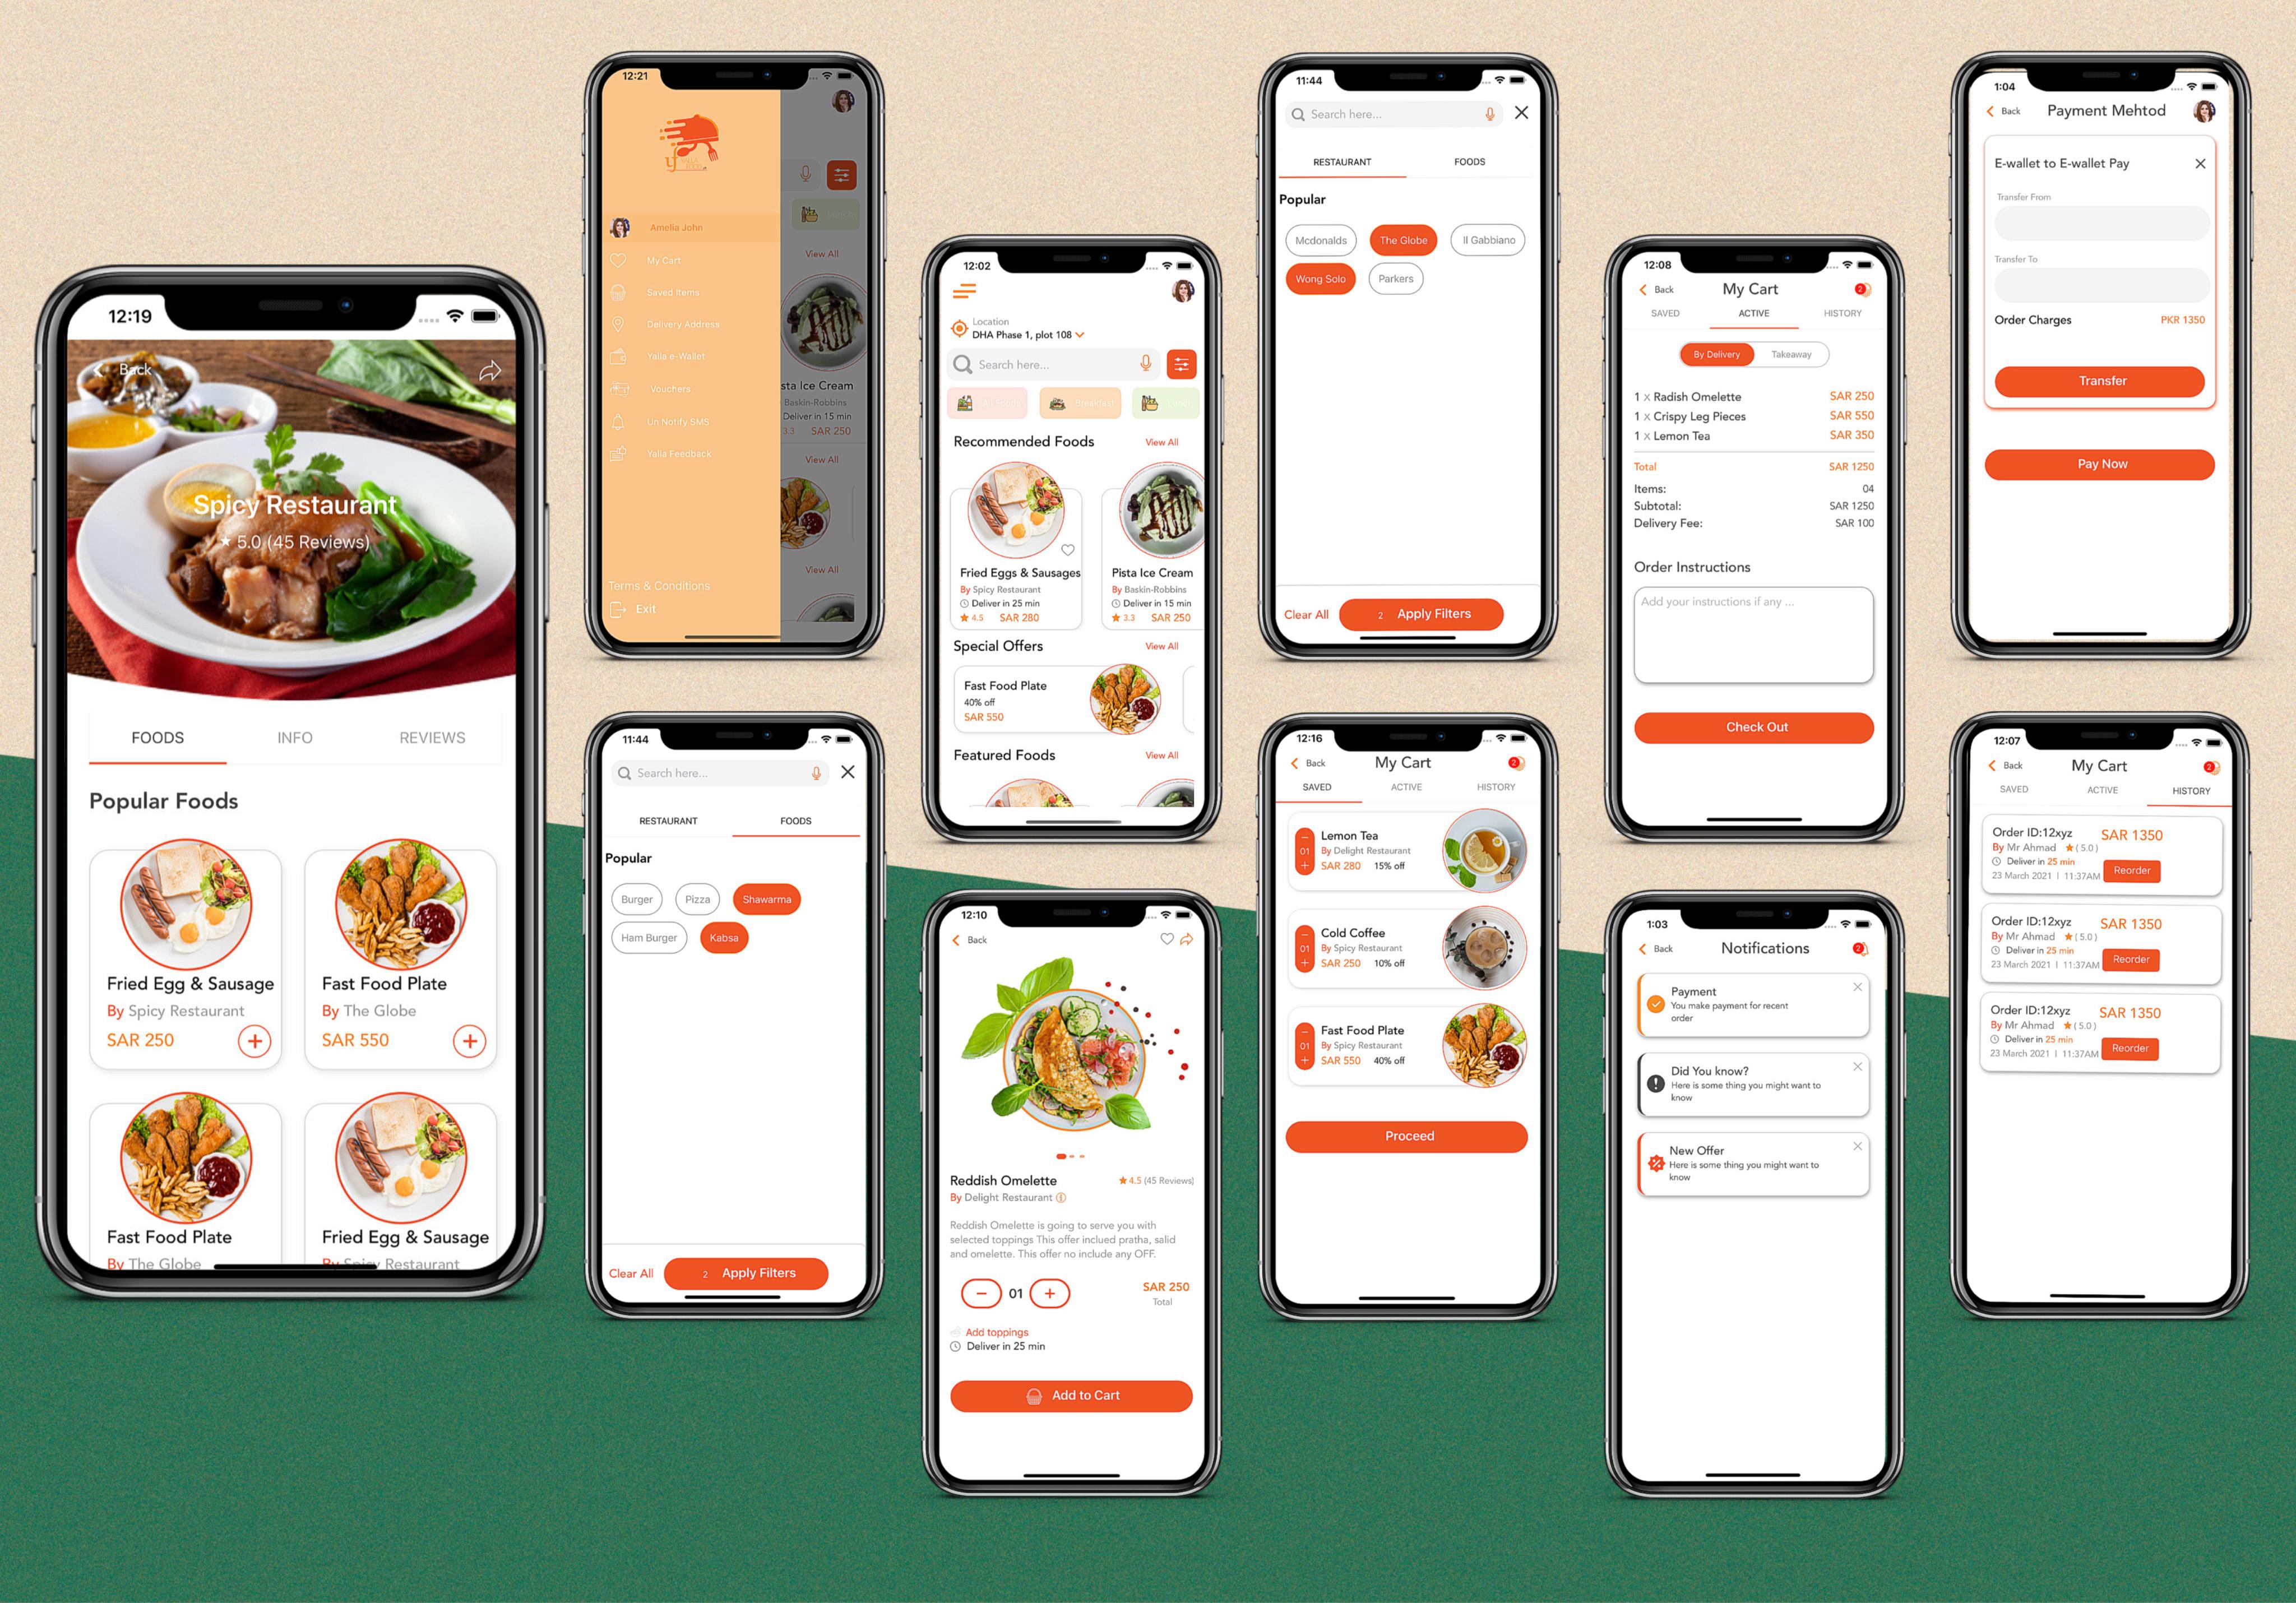 12:19
Back
Spicy Restaurant
★ 5.0 (45 Reviews)
FOODS INFO REVIEWS
Popular Foods
Fried Egg & Sausage
By Spicy Restaurant
SAR 250
Fast Food Plate
By The Globe
SAR 550
Fast Food Plate
By The Globe
Fried Egg & Sausage
By Spicy Restaurant
12:21
Amelia John
My Cart
Saved Items
Delivery Address
Yalla e-Wallet
Vouchers
Un Notify SMS
Yalla Feedback
Terms & Conditions
Exit
View All
sta Ice Cream
Baskin-Robbins
Deliver in 15 min
3.3 SAR 250
View All
View All
11:44
Search here...
RESTAURANT FOODS
Popular
Burger Pizza Shawarma
Ham Burger Kabsa
Clear All 2 Apply Filters
12:02
Location
DHA Phase 1, plot 108
Search here...
Breakfast
Recommended Foods View All
Fried Eggs & Sausages
By Spicy Restaurant
Deliver in 25 min
★ 4.5 SAR 280
Pista Ice Cream
By Baskin-Robbins
Deliver in 15 min
★ 3.3 SAR 250
Special Offers View All
Fast Food Plate
40% off
SAR 550
Featured Foods View All
12:10
Back
Reddish Omelette ★ 4.5 (45 Reviews)
By Delight Restaurant
Reddish Omelette is going to serve you with
selected toppings This offer inclued pratha, salid
and omelette. This offer no include any OFF.
− 01 + SAR 250
Total
Add toppings
Deliver in 25 min
Add to Cart
11:44
Search here...
RESTAURANT FOODS
Popular
Mcdonalds The Globe Il Gabbiano
Wong Solo Parkers
Clear All 2 Apply Filters
12:16
Back My Cart 2
SAVED ACTIVE HISTORY
Lemon Tea
01 By Delight Restaurant
SAR 280 15% off
Cold Coffee
01 By Spicy Restaurant
SAR 250 10% off
Fast Food Plate
01 By Spicy Restaurant
SAR 550 40% off
Proceed
12:08
Back My Cart 2
SAVED ACTIVE HISTORY
By Delivery Takeaway
1 x Radish Omelette SAR 250
1 x Crispy Leg Pieces SAR 550
1 x Lemon Tea SAR 350
Total SAR 1250
Items: 04
Subtotal: SAR 1250
Delivery Fee: SAR 100
Order Instructions
Add your instructions if any ...
Check Out
1:03
Back Notifications 2
Payment
You make payment for recent
order
Did You know?
Here is some thing you might want to
know
New Offer
Here is some thing you might want to
know
1:04
Back Payment Mehtod
E-wallet to E-wallet Pay
Transfer From
Transfer To
Order Charges PKR 1350
Transfer
Pay Now
12:07
Back My Cart 2
SAVED ACTIVE HISTORY
Order ID:12xyz SAR 1350
By Mr Ahmad ★ ( 5.0 )
Deliver in 25 min
23 March 2021 | 11:37AM Reorder
Order ID:12xyz SAR 1350
By Mr Ahmad ★ ( 5.0 )
Deliver in 25 min
23 March 2021 | 11:37AM Reorder
Order ID:12xyz SAR 1350
By Mr Ahmad ★ ( 5.0 )
Deliver in 25 min
23 March 2021 | 11:37AM Reorder